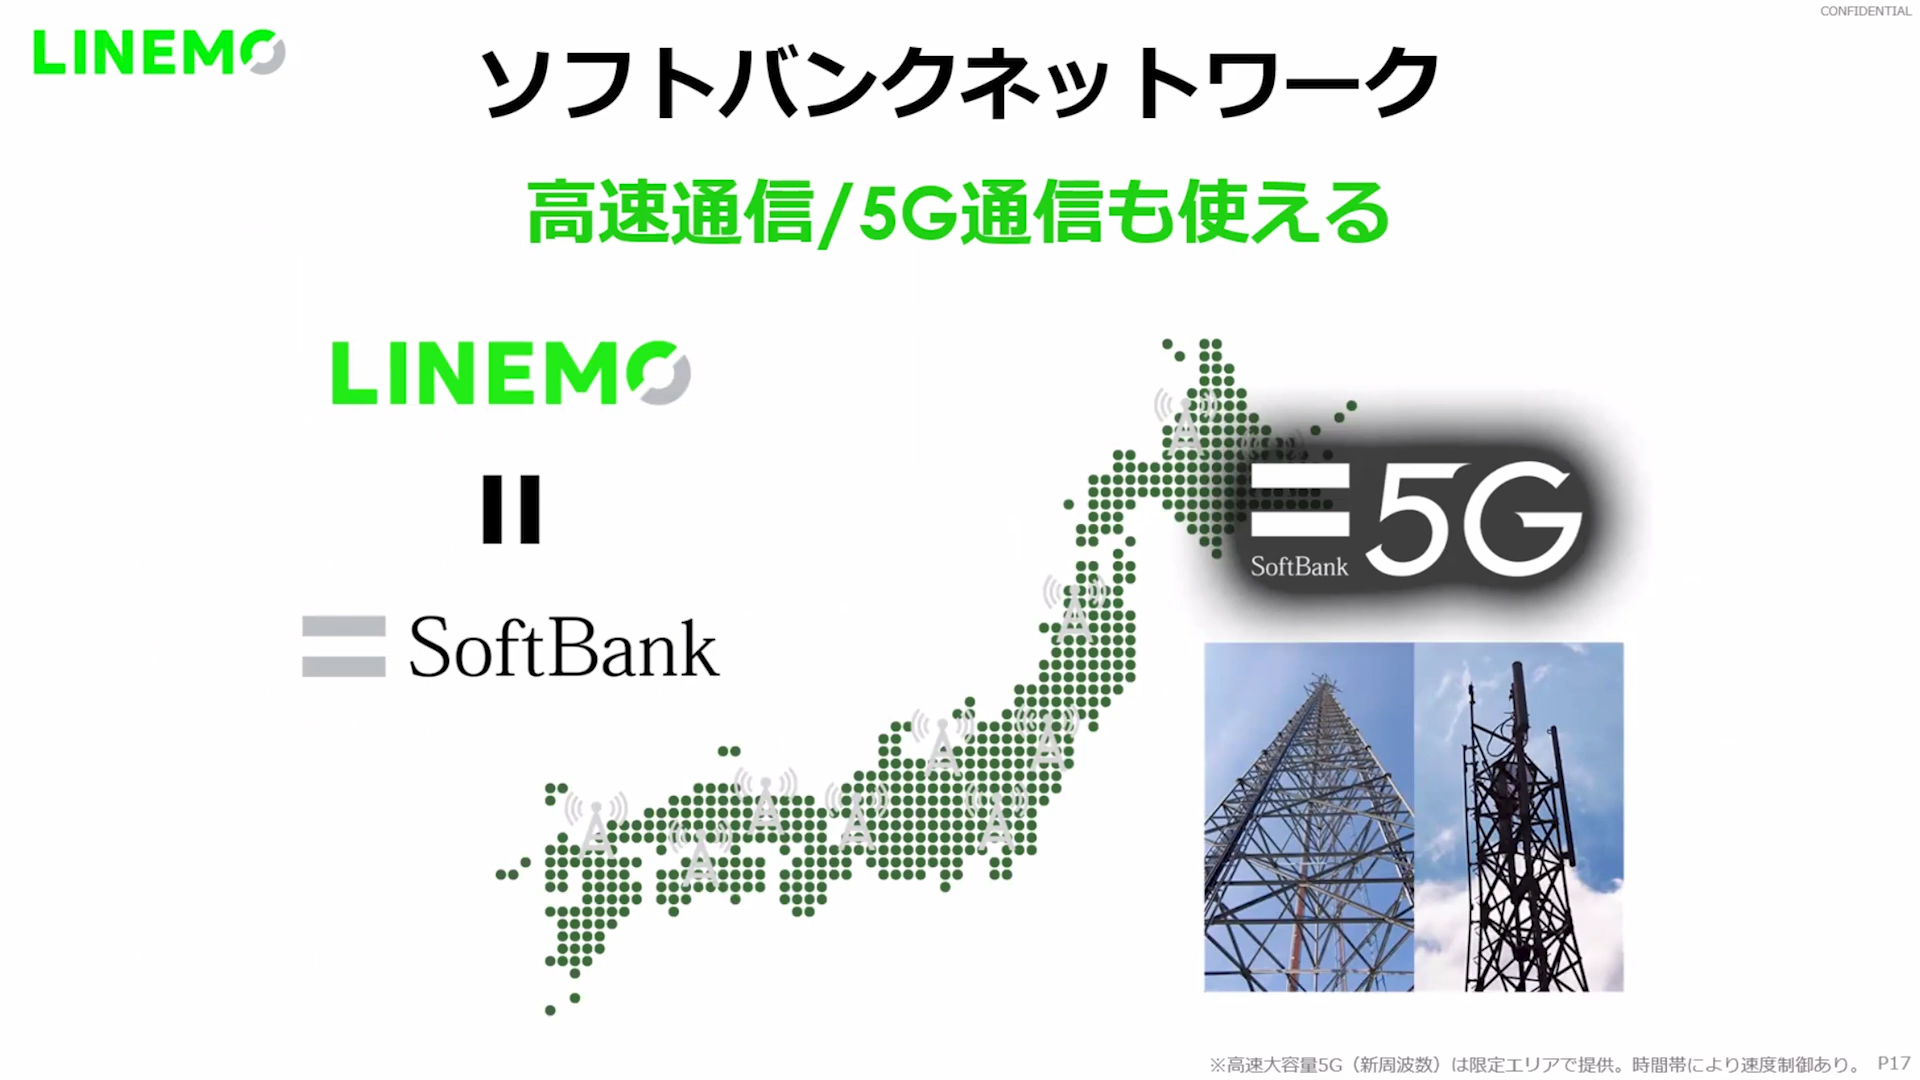 CONFIDENTIAL
LINEMO
ソフトバンクネットワーク
高速通信/5G通信も使える
LINEMO
SoftBank
5G
SoftBank
※高速大容量5G（新周波数）は限定エリアで提供。時間帯により速度制御あり。
P17